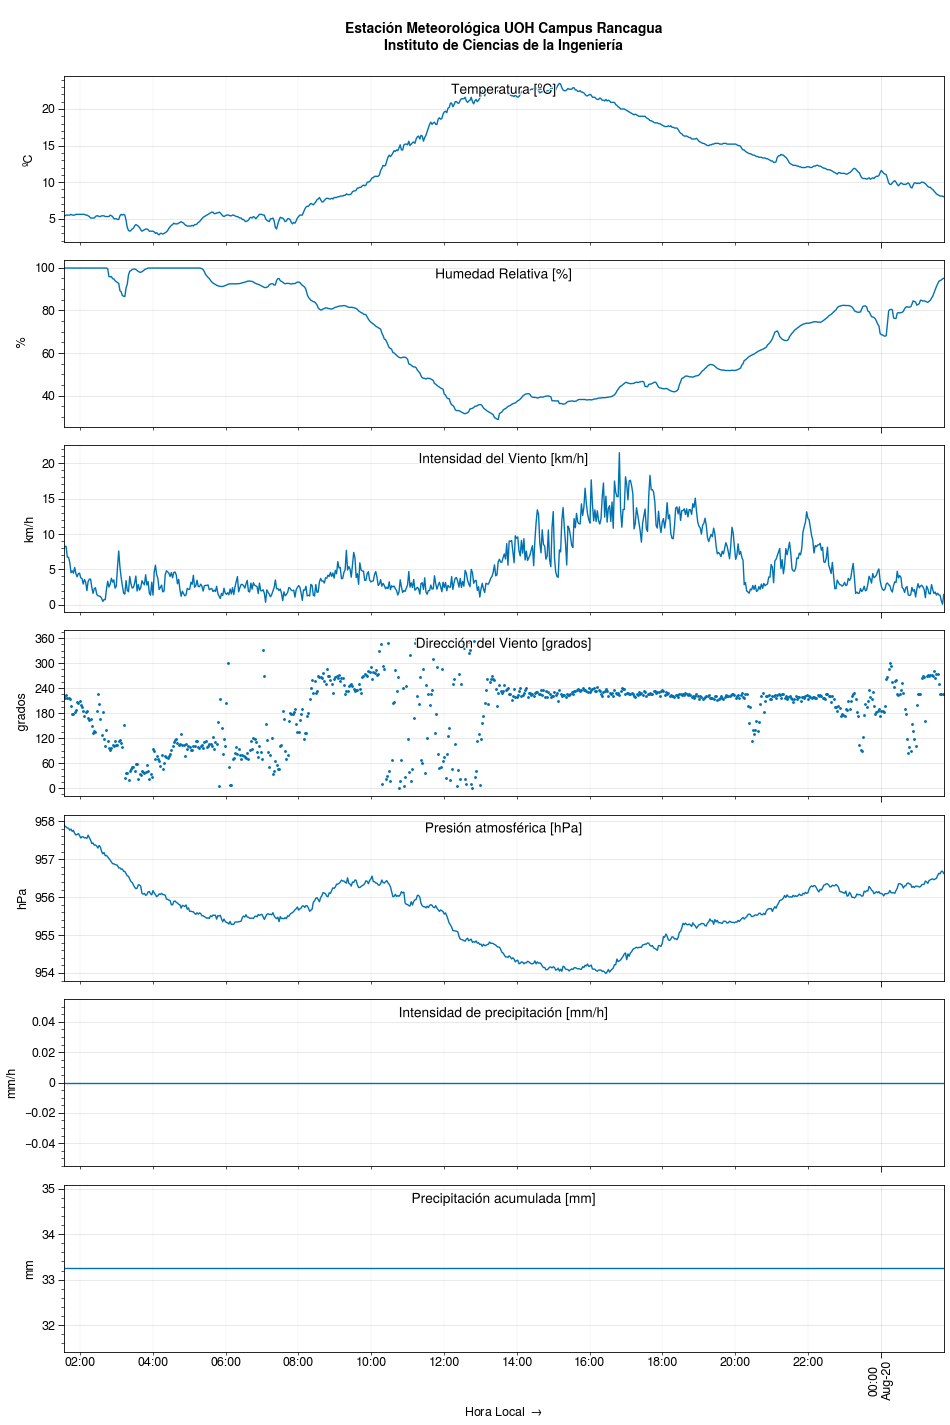 Estación Meteorológica UOH Campus Rancagua
Instituto de Ciencias de la Ingeniería
Temperatura [ºC]
ºC
20
15
10
5
Humedad Relativa [%]
%
100
80
60
40
Intensidad del Viento [km/h]
km/h
20
15
10
5
0
Dirección del Viento [grados]
grados
360
300
240
180
120
60
0
Presión atmosférica [hPa]
hPa
958
957
956
955
954
Intensidad de precipitación [mm/h]
mm/h
0.04
0.02
0
−0.02
−0.04
Precipitación acumulada [mm]
mm
35
34
33
32
02:00 04:00 06:00 08:00 10:00 12:00 14:00 16:00 18:00 20:00 22:00 00:00
Aug-20
Hora Local →